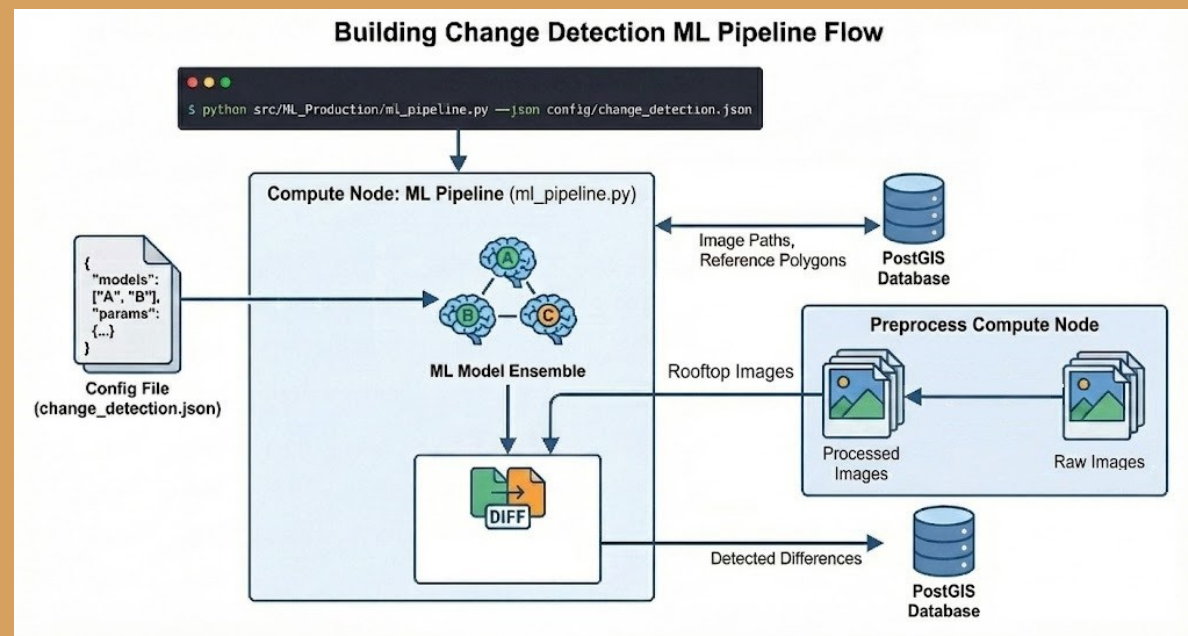 Building Change Detection ML Pipeline Flow
$ python src/ML_Production/ml_pipeline.py —json config/change_detection.json
Compute Node: ML Pipeline (ml_pipeline.py)
{
"models":
["A", "B"],
"params":
{...}
}
Config File
(change_detection.json)
A
B
C
ML Model Ensemble
Image Paths,
Reference Polygons
PostGIS
Database
Preprocess Compute Node
Rooftop Images
Processed
Images
Raw Images
DIFF
Detected Differences
PostGIS
Database